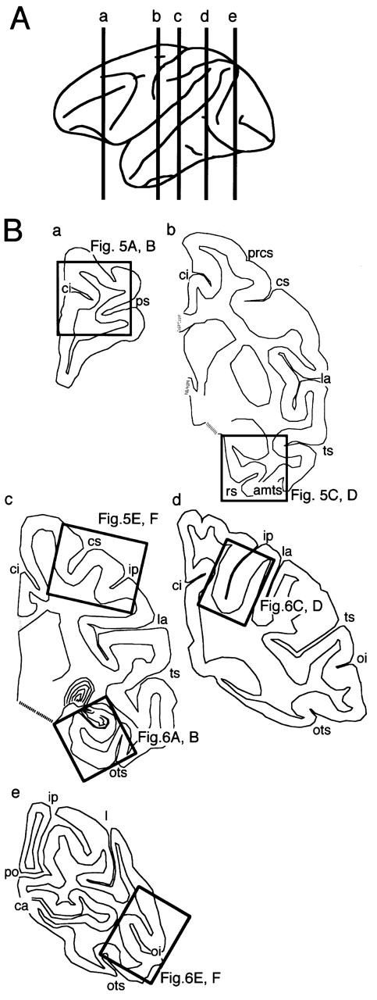 A
a b c d e
B
a
Fig. 5A, B
ci
ps
b
prcs
ci
cs
la
ts
rs amts
Fig. 5C, D
c
Fig.5E, F
cs
ip
ci
la
ts
Fig.6A, B
ots
d
ip
la
ci
Fig.6C, D
ts
oi
ots
e
ip
l
po
ca
oi
ots
Fig.6E, F